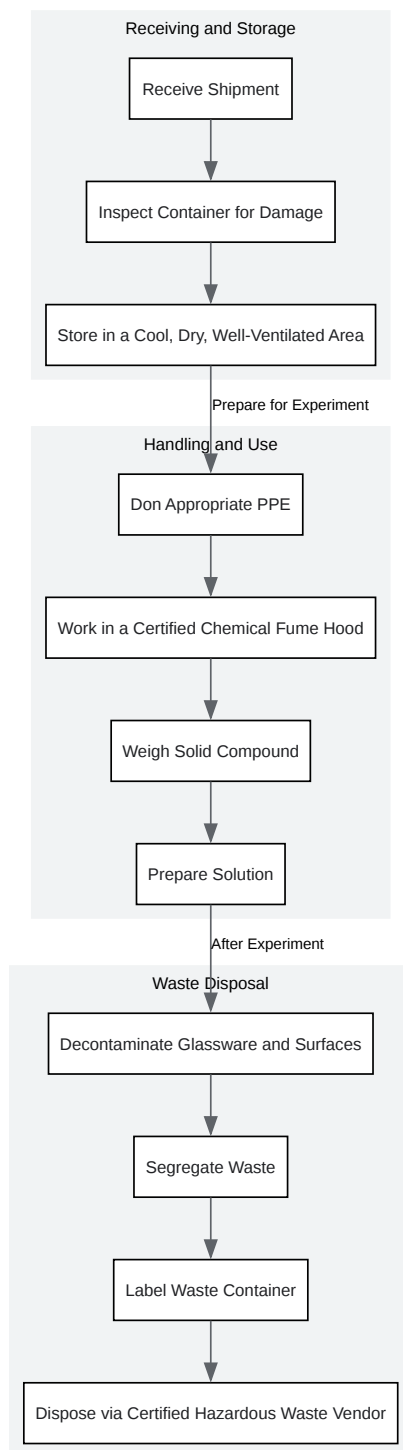 Receiving and Storage
Receive Shipment
Inspect Container for Damage
Store in a Cool, Dry, Well-Ventilated Area
Prepare for Experiment
Handling and Use
Don Appropriate PPE
Work in a Certified Chemical Fume Hood
Weigh Solid Compound
Prepare Solution
After Experiment
Waste Disposal
Decontaminate Glassware and Surfaces
Segregate Waste
Label Waste Container
Dispose via Certified Hazardous Waste Vendor